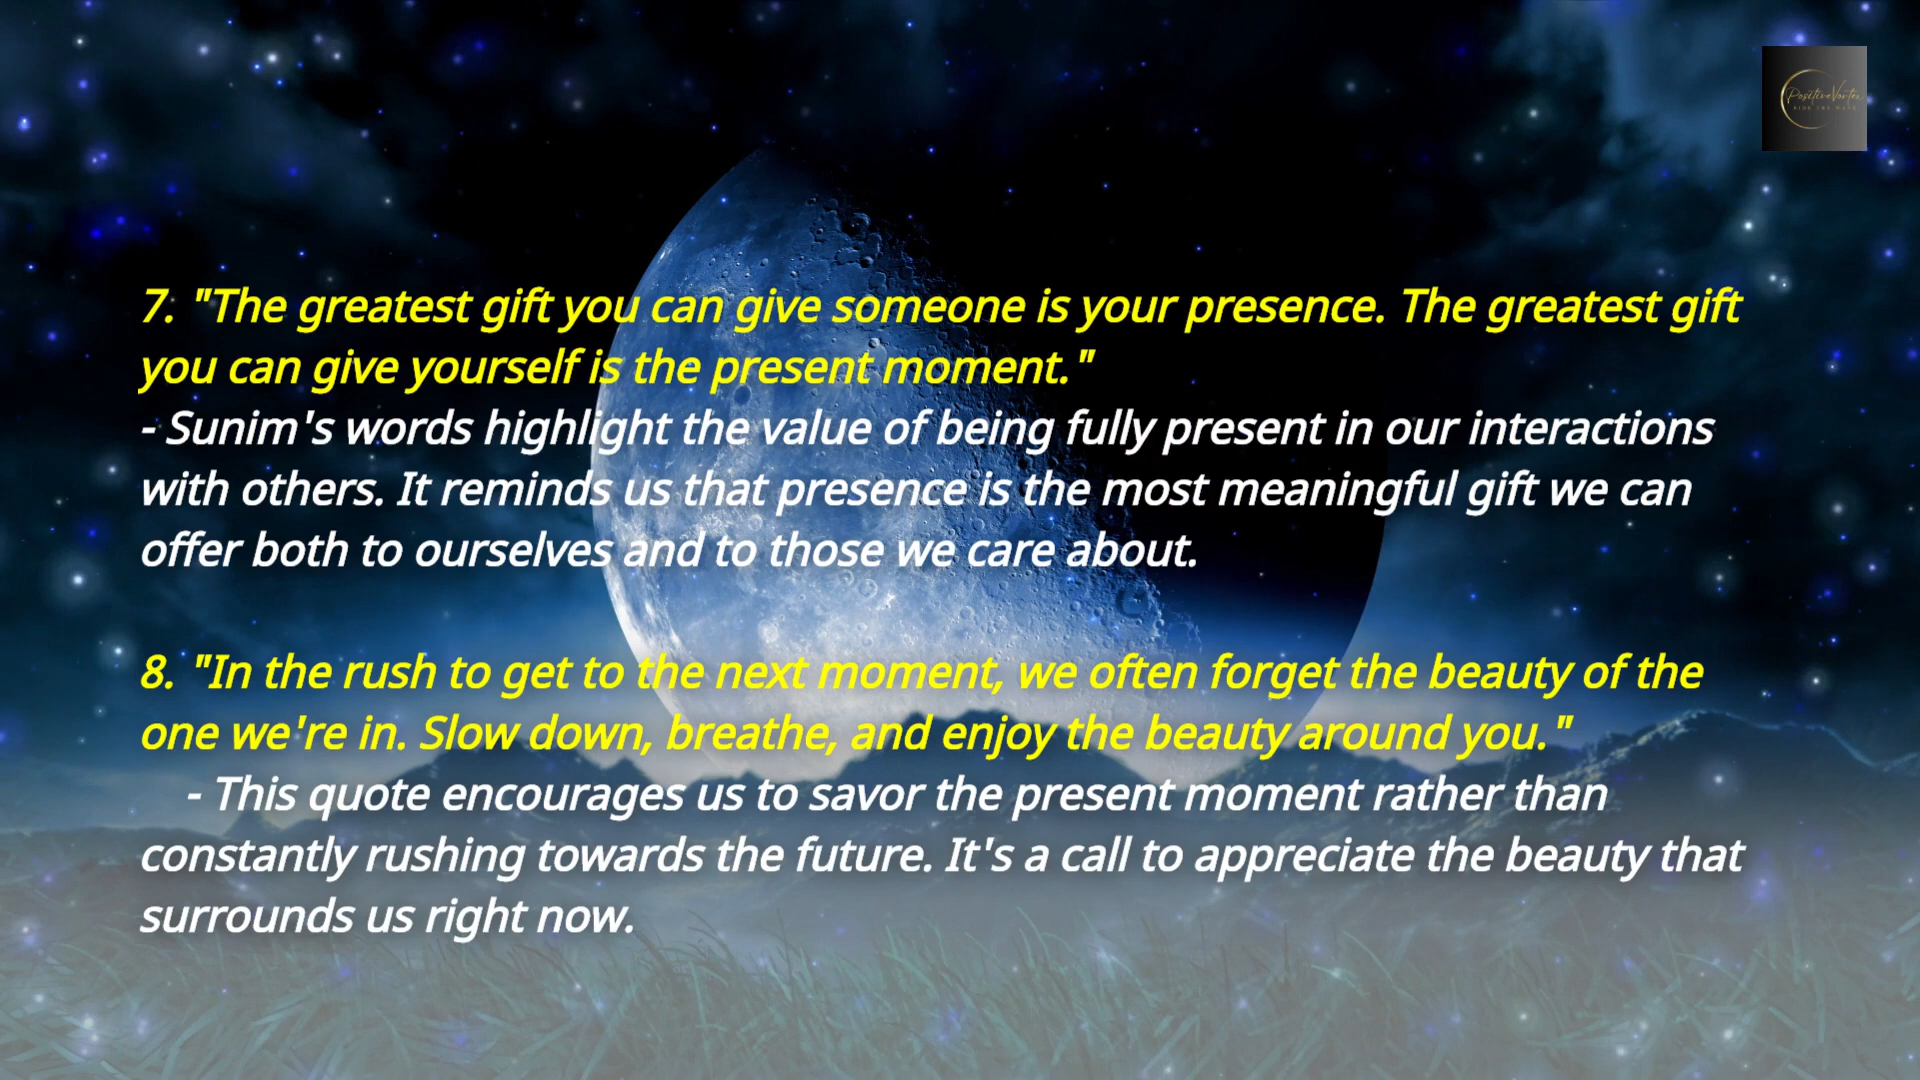 PositiveVortex
RIDE THE WAVE
7. "The greatest gift you can give someone is your presence. The greatest gift
you can give yourself is the present moment."
- Sunim's words highlight the value of being fully present in our interactions
with others. It reminds us that presence is the most meaningful gift we can
offer both to ourselves and to those we care about.
8. "In the rush to get to the next moment, we often forget the beauty of the
one we're in. Slow down, breathe, and enjoy the beauty around you."
- This quote encourages us to savor the present moment rather than
constantly rushing towards the future. It's a call to appreciate the beauty that
surrounds us right now.